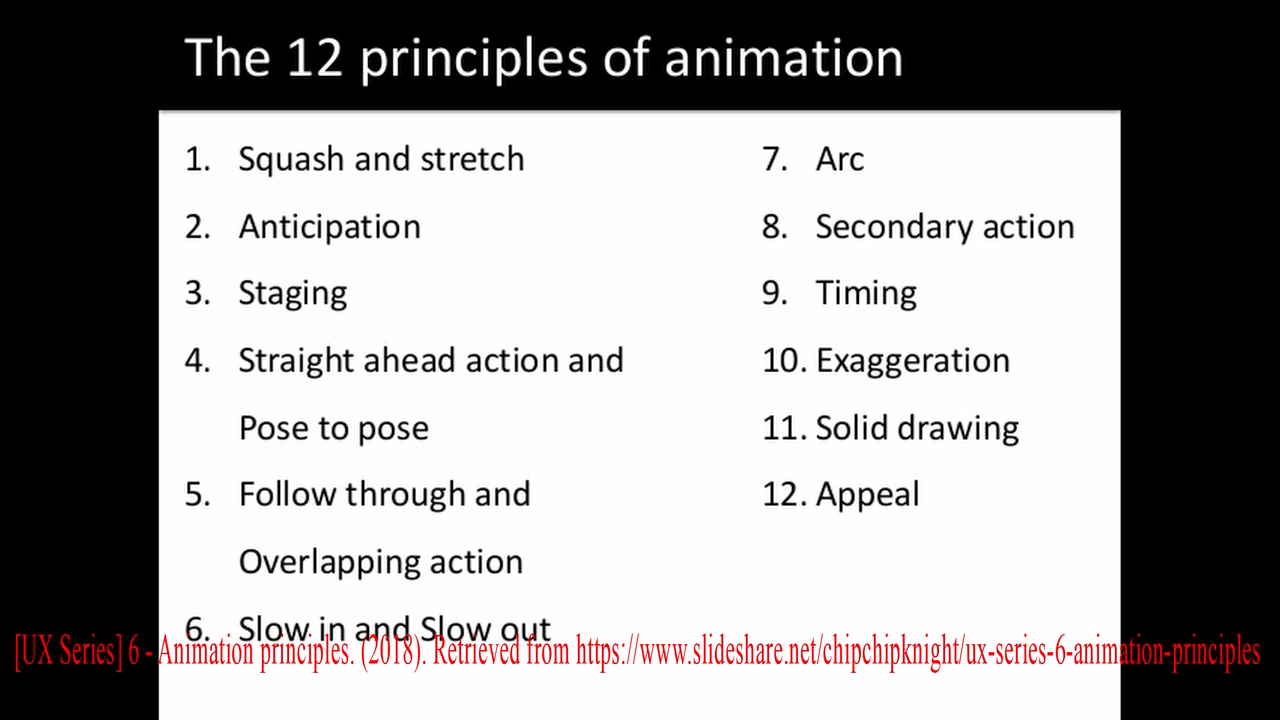 The 12 principles of animation
1. Squash and stretch
2. Anticipation
3. Staging
4. Straight ahead action and
Pose to pose
5. Follow through and
Overlapping action
6. Slow in and Slow out
7. Arc
8. Secondary action
9. Timing
10. Exaggeration
11. Solid drawing
12. Appeal
[UX Series] 6 - Animation principles. (2018). Retrieved from https://www.slideshare.net/chipchipknight/ux-series-6-animation-principles